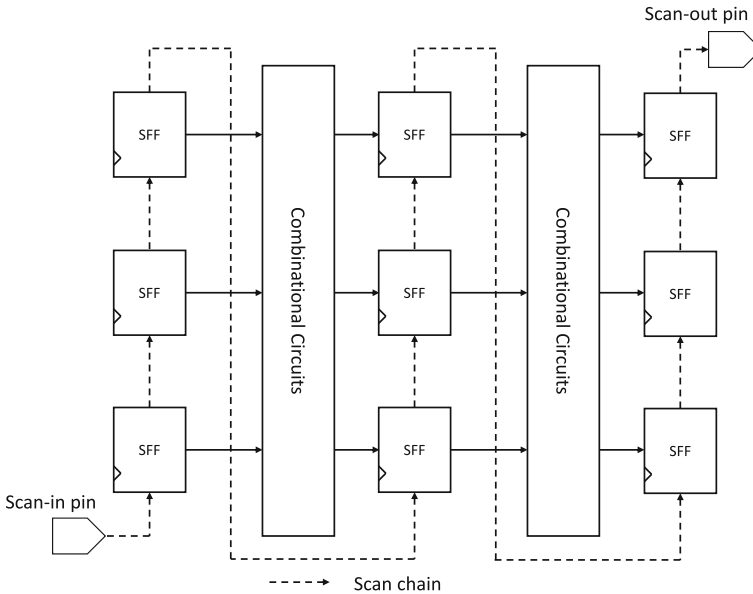 Scan-out pin
SFF
SFF
SFF
Combinational Circuits
Combinational Circuits
SFF
SFF
SFF
SFF
SFF
SFF
Scan-in pin
Scan chain